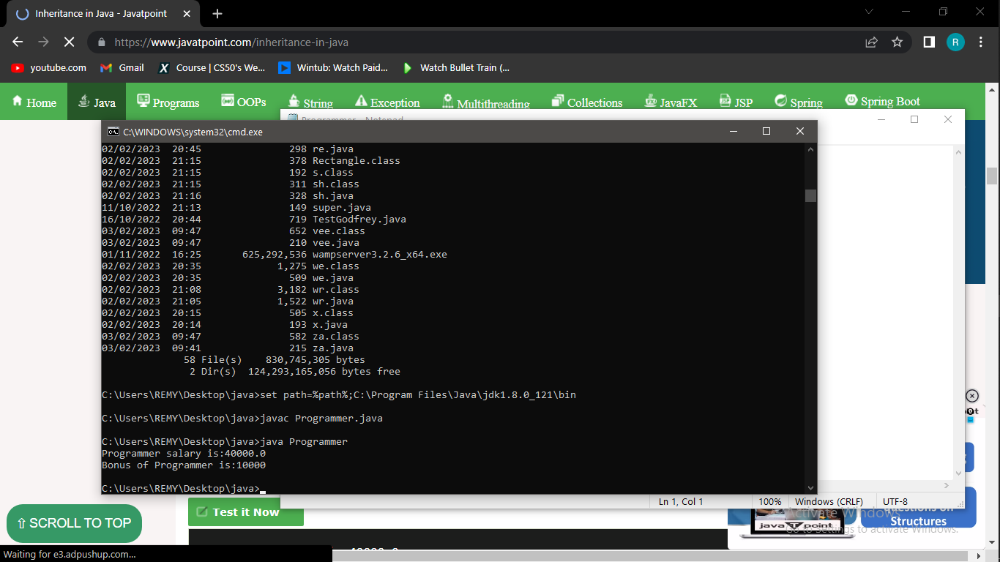 Inheritance in Java - Javatpoint
https://www.javatpoint.com/inheritance-in-java
R
youtube.com
Gmail
Course | CS50's We...
Wintub: Watch Paid...
Watch Bullet Train (...
Home
Java
Programs
OOPs
String
Exception
Multithreading
Collections
JavaFX
JSP
Spring
Spring Boot
Programmer - Notepad
C:\WINDOWS\system32\cmd.exe
02/02/2023  20:45               298 re.java
02/02/2023  21:15               378 Rectangle.class
02/02/2023  21:15               192 s.class
02/02/2023  21:15               311 sh.class
02/02/2023  21:16               328 sh.java
11/10/2022  21:13               149 super.java
16/10/2022  20:44               719 TestGodfrey.java
03/02/2023  09:47               652 vee.class
03/02/2023  09:47               210 vee.java
01/11/2022  16:25       625,292,536 wampserver3.2.6_x64.exe
02/02/2023  20:35             1,275 we.class
02/02/2023  20:35               509 we.java
02/02/2023  21:08             3,182 wr.class
02/02/2023  21:05             1,522 wr.java
02/02/2023  20:15               505 x.class
02/02/2023  20:14               193 x.java
03/02/2023  09:47               582 za.class
03/02/2023  09:41               215 za.java
58 File(s)    830,745,305 bytes
2 Dir(s)  124,293,165,056 bytes free
C:\Users\REMY\Desktop\java>set path=%path%;C:\Program Files\Java\jdk1.8.0_121\bin
C:\Users\REMY\Desktop\java>javac Programmer.java
C:\Users\REMY\Desktop\java>java Programmer
Programmer salary is:40000.0
Bonus of Programmer is:10000
C:\Users\REMY\Desktop\java>
Ln 1, Col 1
100%
Windows (CRLF)
UTF-8
Test it Now
⇧ SCROLL TO TOP
Structures
java point
Activate Windows
Go to Settings to activate Windows.
Waiting for e3.adpushup.com...